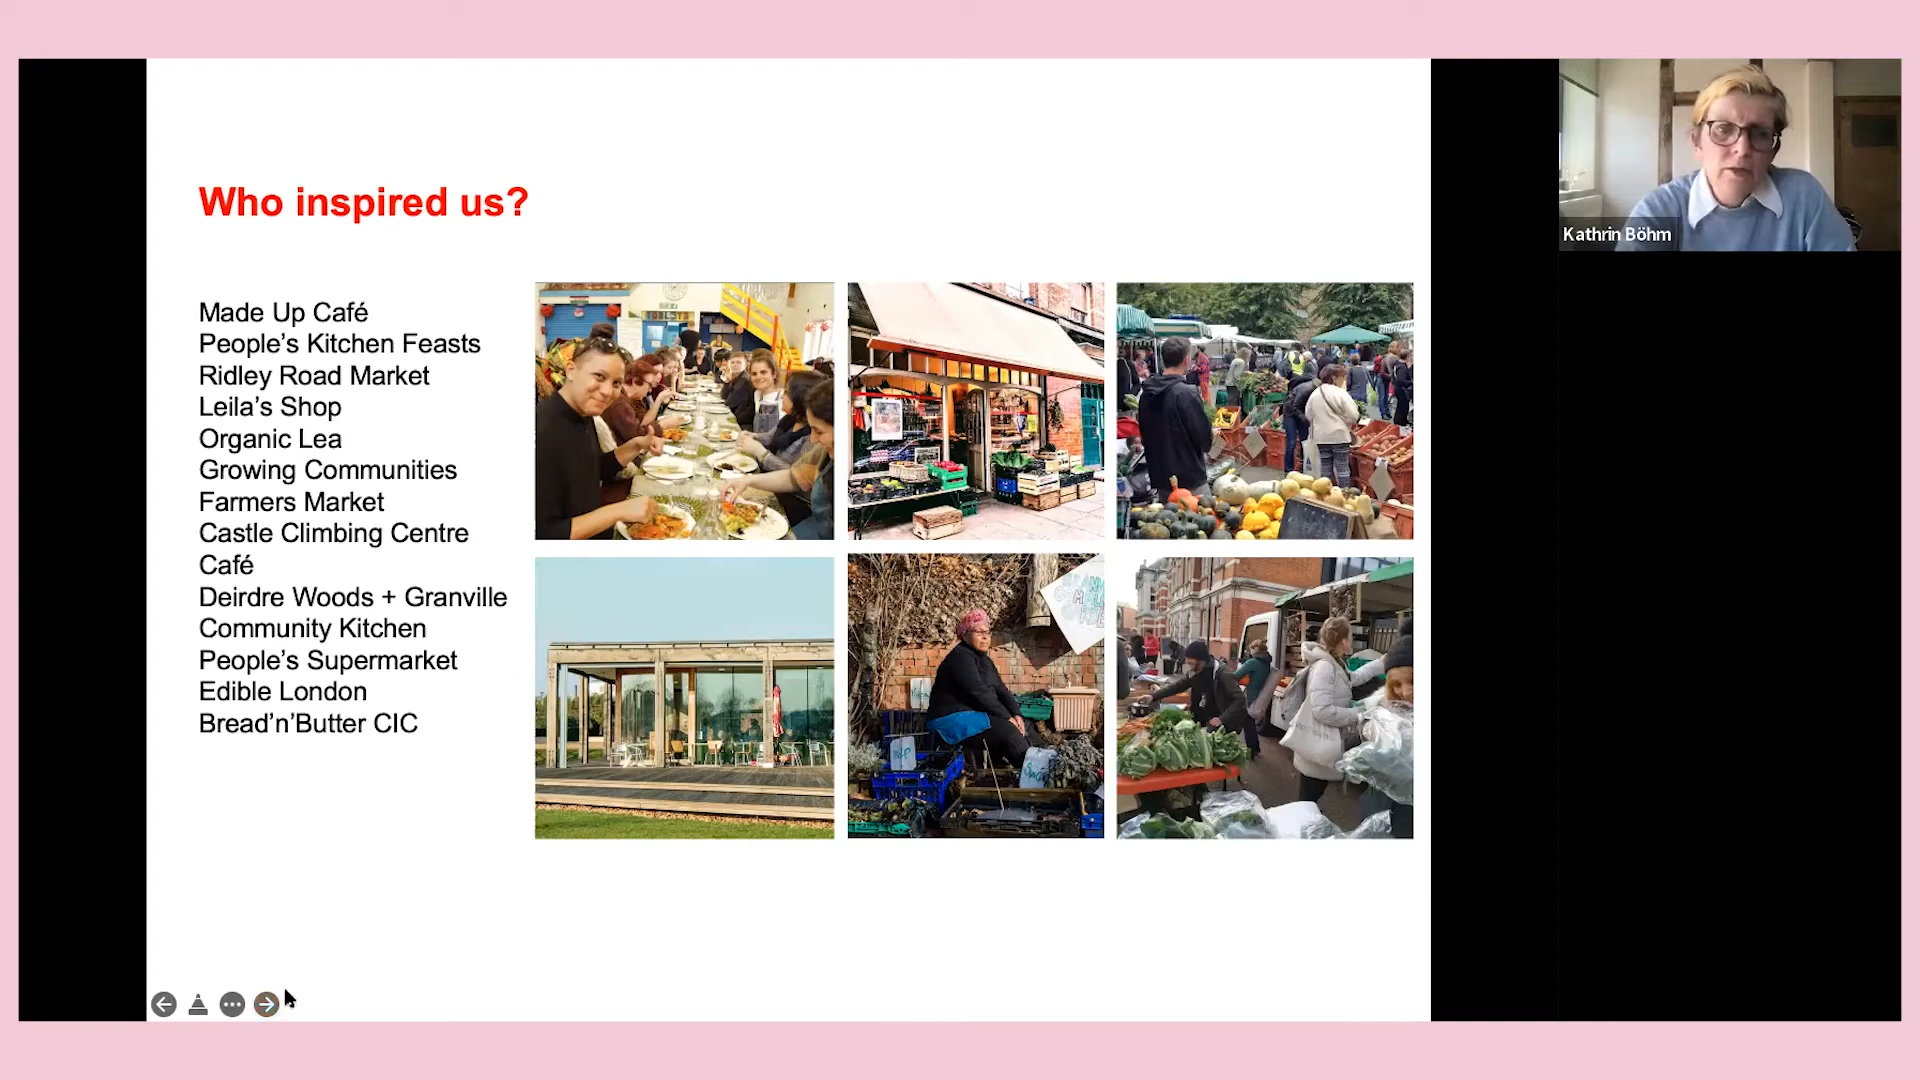 Who inspired us?
Made Up Café
People's Kitchen Feasts
Ridley Road Market
Leila's Shop
Organic Lea
Growing Communities
Farmers Market
Castle Climbing Centre
Café
Deirdre Woods + Granville
Community Kitchen
People's Supermarket
Edible London
Bread'n'Butter CIC
Kathrin Böhm